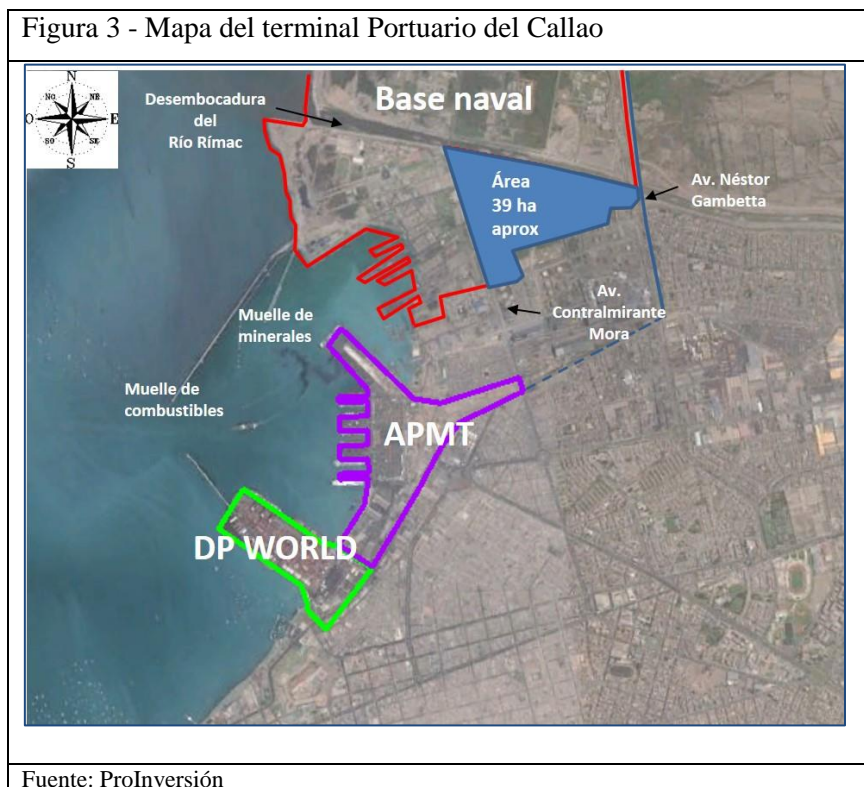 Figura 3 - Mapa del terminal Portuario del Callao
N
NO
NE
O
E
SO
SE
S
Desembocadura
del
Río Rímac
Base naval
Área
39 ha
aprox
Av. Néstor
Gambetta
Muelle de
minerales
Av.
Contralmirante
Mora
Muelle de
combustibles
APMT
DP WORLD
Fuente: ProInversión